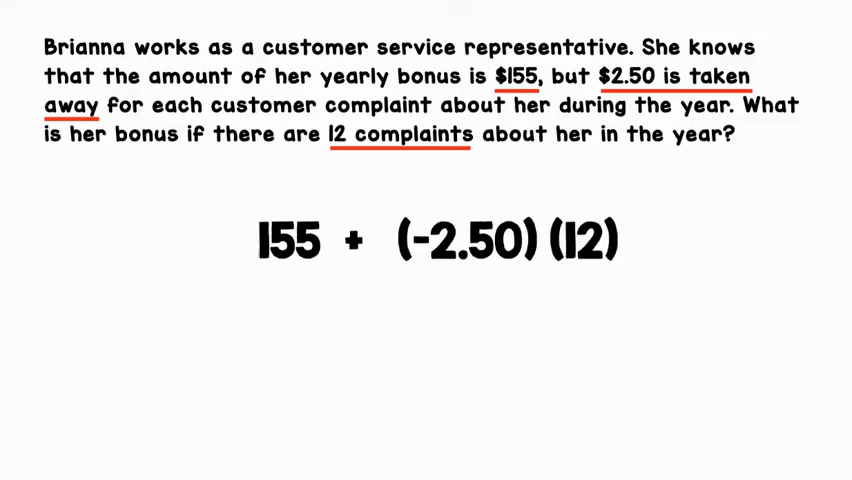 Brianna works as a customer service representative. She knows
that the amount of her yearly bonus is $155, but $2.50 is taken
away for each customer complaint about her during the year. What
is her bonus if there are 12 complaints about her in the year?
155 + (-2.50) (12)